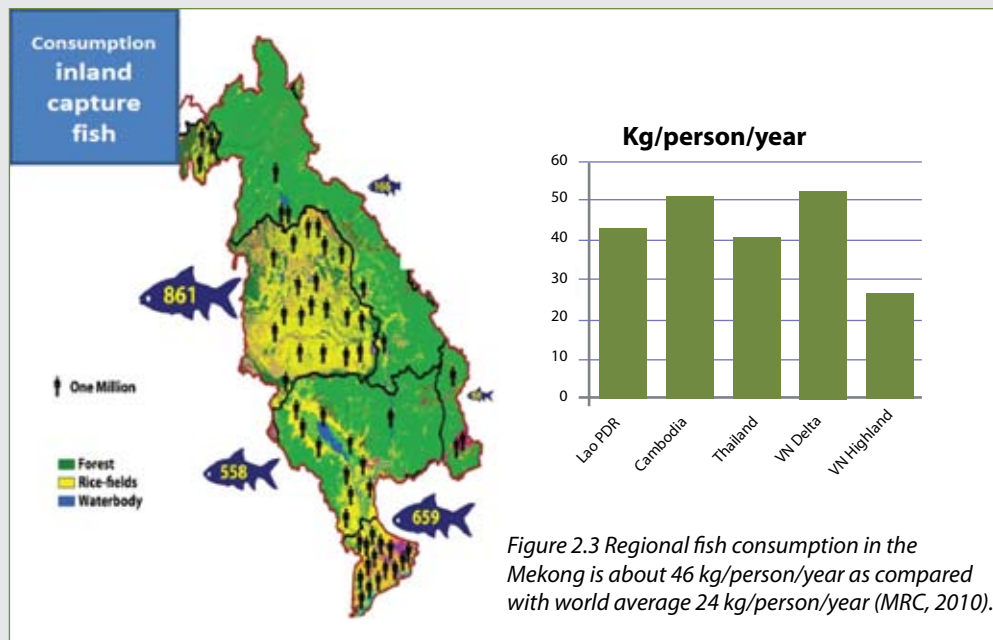 Consumption
inland
capture
fish
861
One Million
Forest
Rice-fields
Waterbody
558
659
Kg/person/year
60
50
40
30
20
10
0
Lao PDR
Cambodia
Thailand
VN Delta
VN Highland
Figure 2.3 Regional fish consumption in the
Mekong is about 46 kg/person/year as compared
with world average 24 kg/person/year (MRC, 2010).